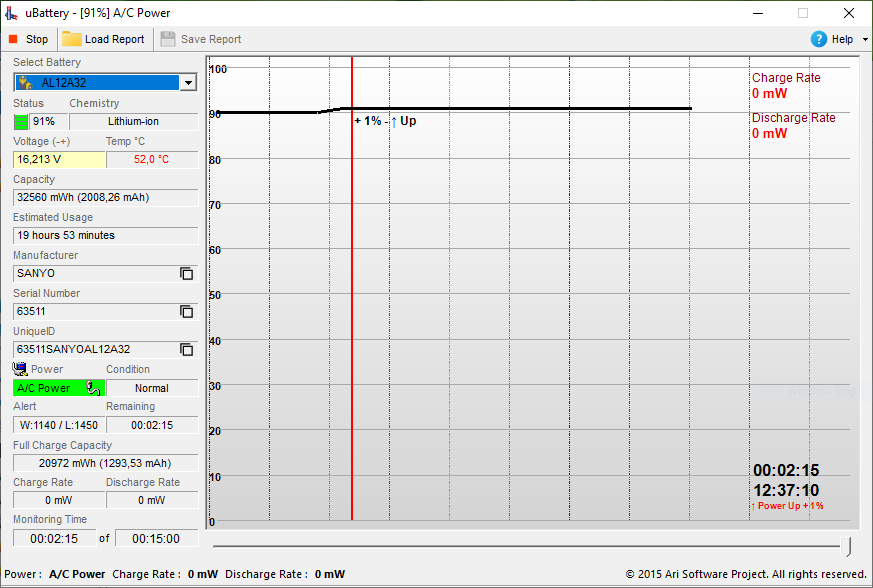 uBattery - [91%] A/C Power
Stop Load Report Save Report Help
Select Battery
AL12A32
Status Chemistry
91% Lithium-ion
Voltage (-+) Temp °C
16,213 V 52,0 °C
Capacity
32560 mWh (2008,26 mAh)
Estimated Usage
19 hours 53 minutes
Manufacturer
SANYO
Serial Number
63511
UniqueID
63511SANYOAL12A32
Power Condition
A/C Power Normal
Alert Remaining
W:1140 / L:1450 00:02:15
Full Charge Capacity
20972 mWh (1293,53 mAh)
Charge Rate Discharge Rate
0 mW 0 mW
Monitoring Time
00:02:15 of 00:15:00
100
90
80
70
60
50
40
30
20
10
0
+ 1% -↑ Up
Charge Rate
0 mW
Discharge Rate
0 mW
00:02:15
12:37:10
↑ Power Up +1%
Power : A/C Power Charge Rate : 0 mW Discharge Rate : 0 mW © 2015 Ari Software Project. All rights reserved.